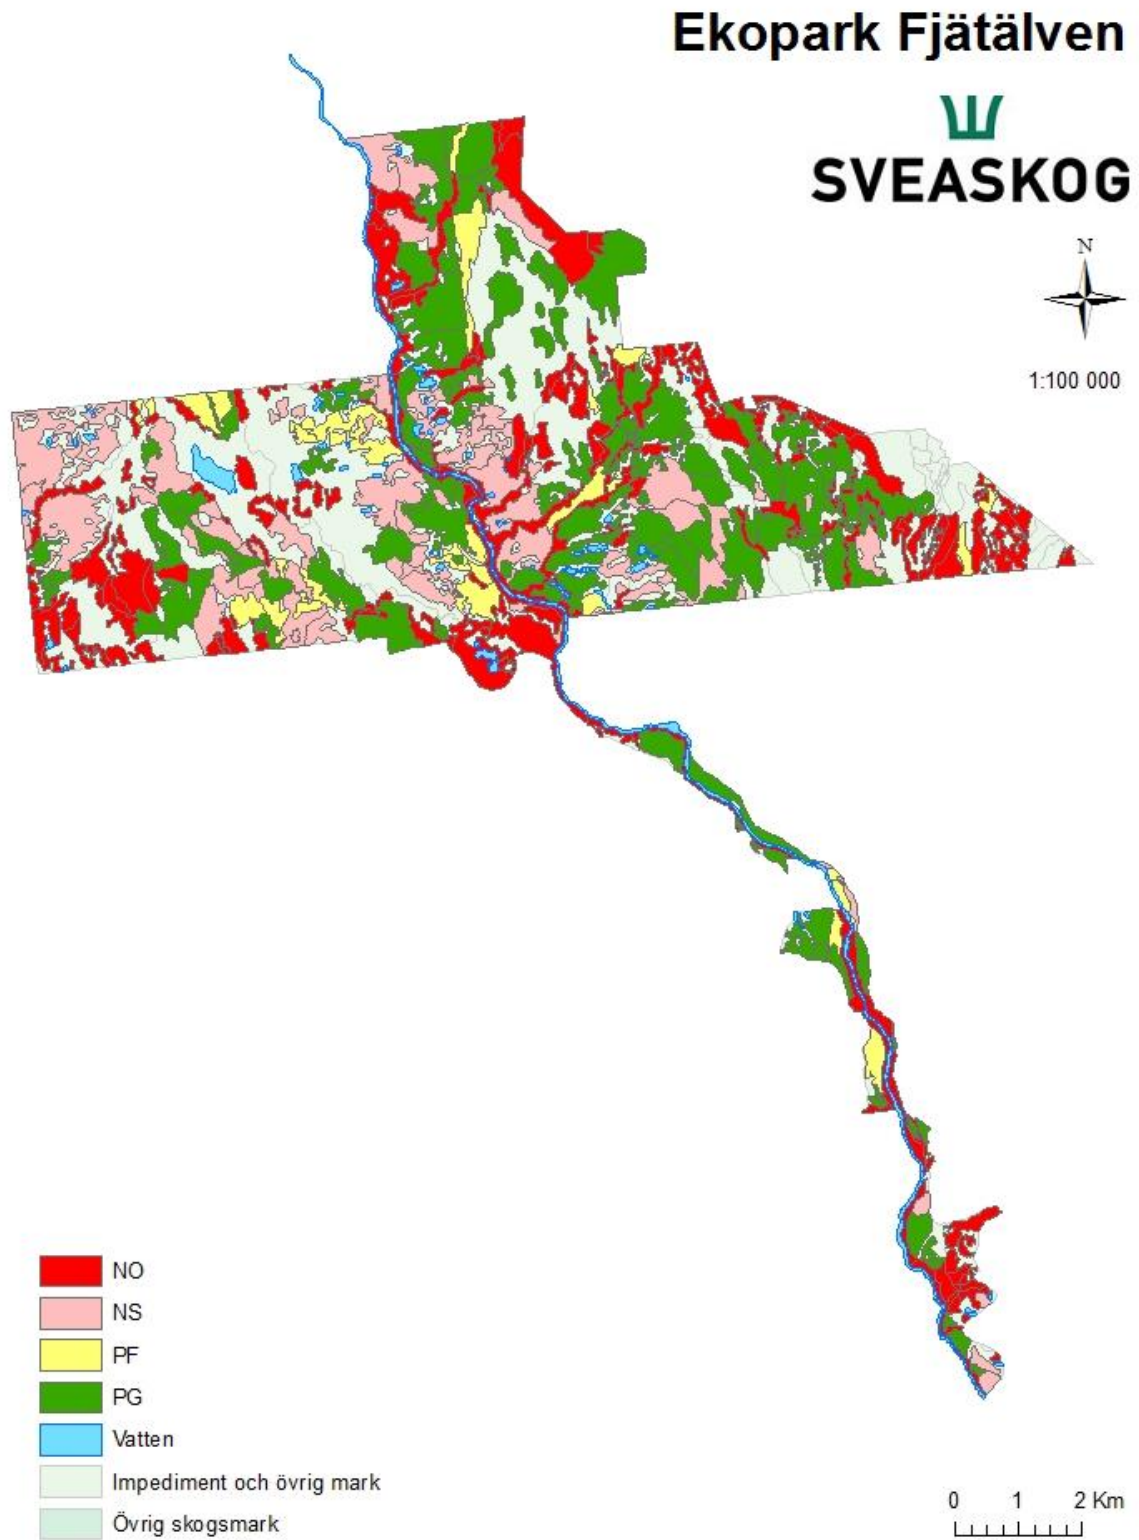 Ekopark Fjätälven
SVEASKOG
N
1:100 000
NO
NS
PF
PG
Vatten
Impediment och övrig mark
Övrig skogsmark
0 1 2 Km